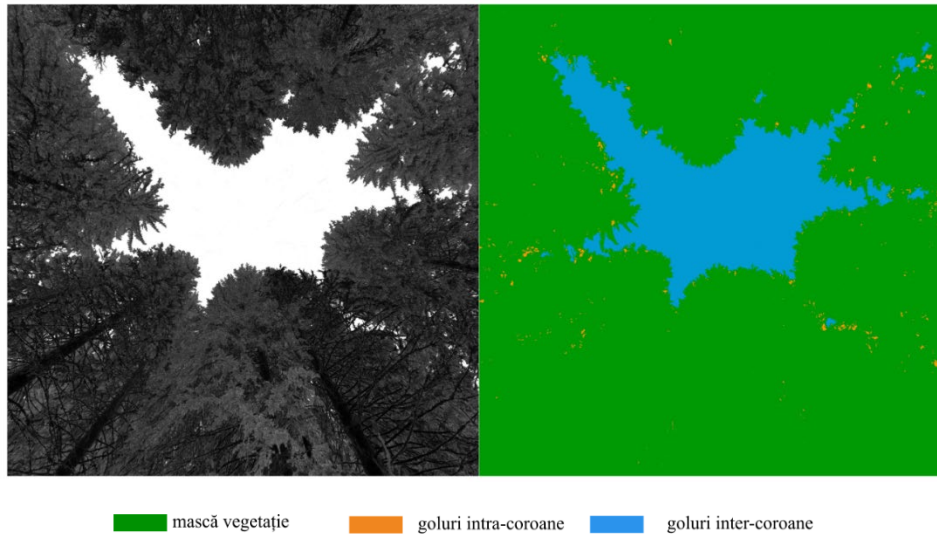 mască vegetație
goluri intra-coroane
goluri inter-coroane